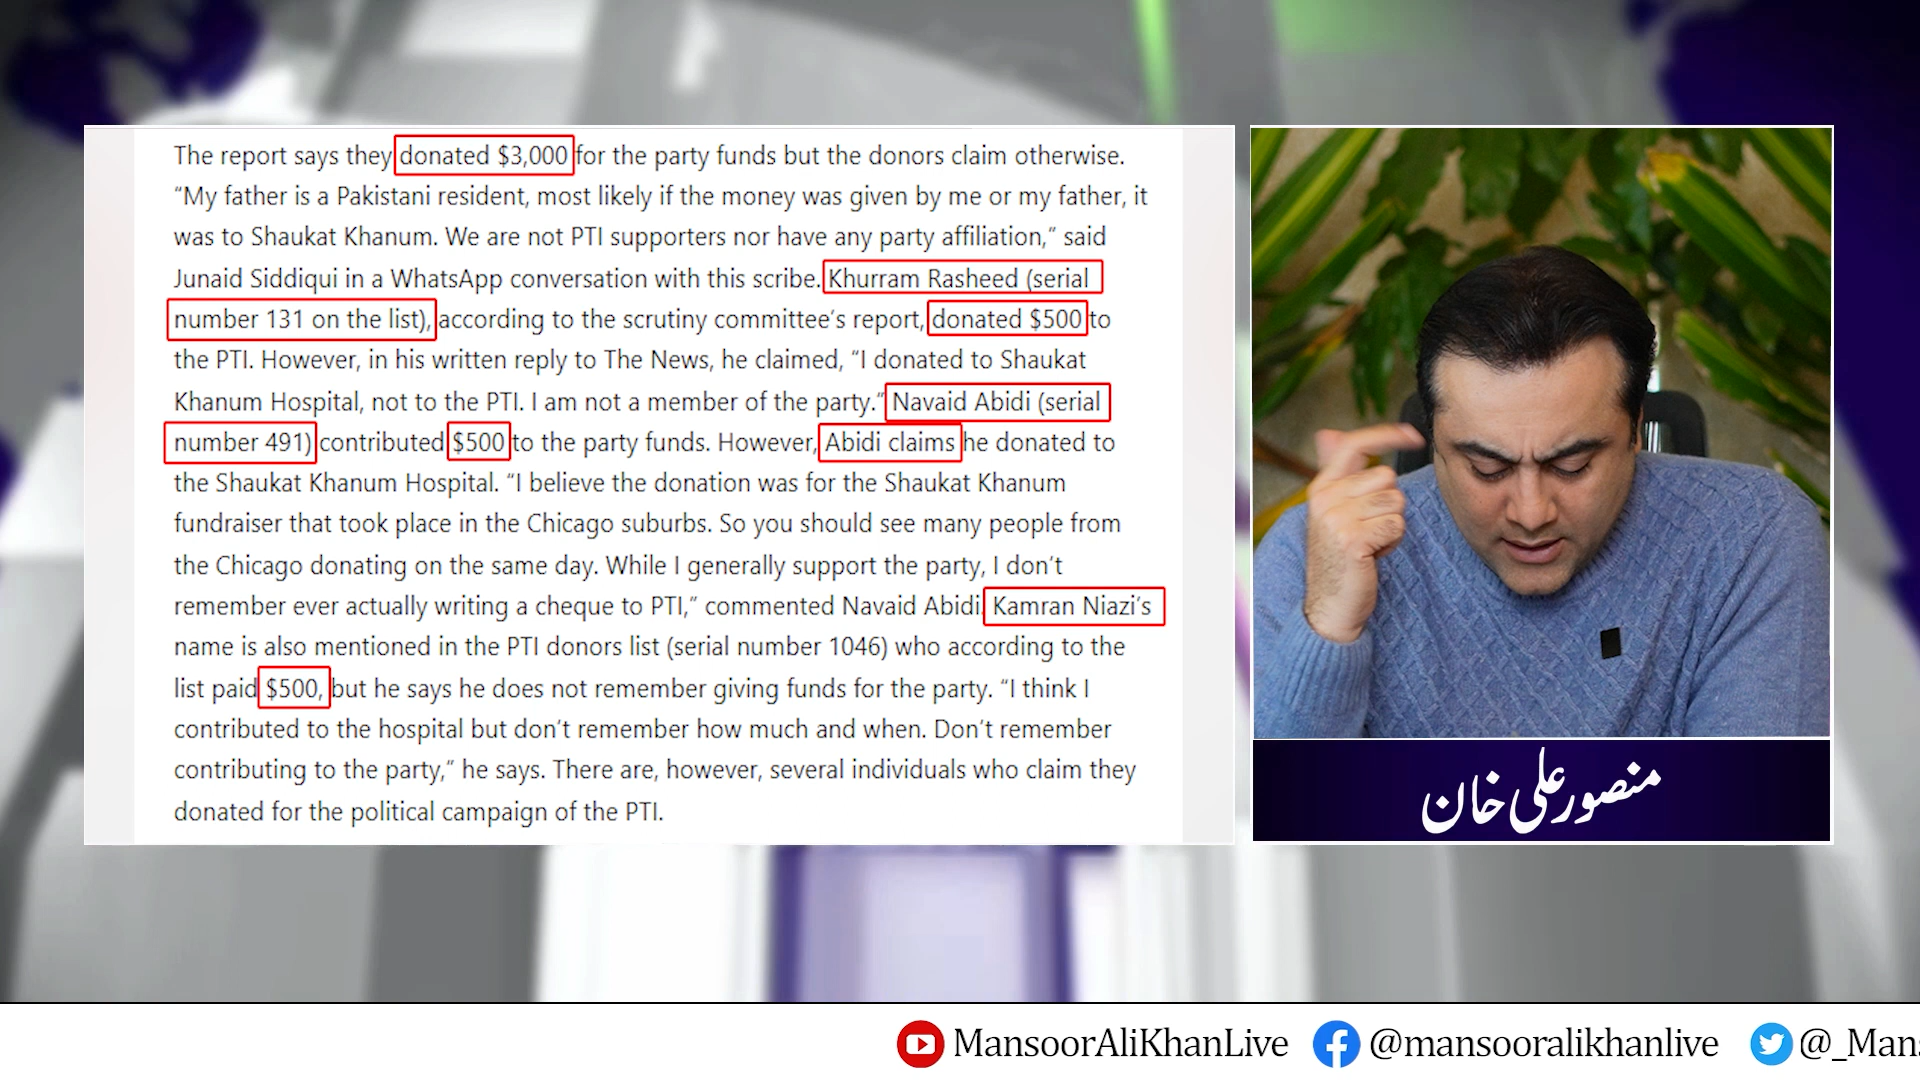 The report says they donated $3,000 for the party funds but the donors claim otherwise.
“My father is a Pakistani resident, most likely if the money was given by me or my father, it
was to Shaukat Khanum. We are not PTI supporters nor have any party affiliation,” said
Junaid Siddiqui in a WhatsApp conversation with this scribe. Khurram Rasheed (serial
number 131 on the list), according to the scrutiny committee’s report, donated $500 to
the PTI. However, in his written reply to The News, he claimed, “I donated to Shaukat
Khanum Hospital, not to the PTI. I am not a member of the party.” Navaid Abidi (serial
number 491) contributed $500 to the party funds. However, Abidi claims he donated to
the Shaukat Khanum Hospital. “I believe the donation was for the Shaukat Khanum
fundraiser that took place in the Chicago suburbs. So you should see many people from
the Chicago donating on the same day. While I generally support the party, I don’t
remember ever actually writing a cheque to PTI,” commented Navaid Abidi. Kamran Niazi’s
name is also mentioned in the PTI donors list (serial number 1046) who according to the
list paid $500, but he says he does not remember giving funds for the party. “I think I
contributed to the hospital but don’t remember how much and when. Don’t remember
contributing to the party,” he says. There are, however, several individuals who claim they
donated for the political campaign of the PTI.
منصور علی خان
MansoorAliKhanLive @mansooralikhanlive @_Mans